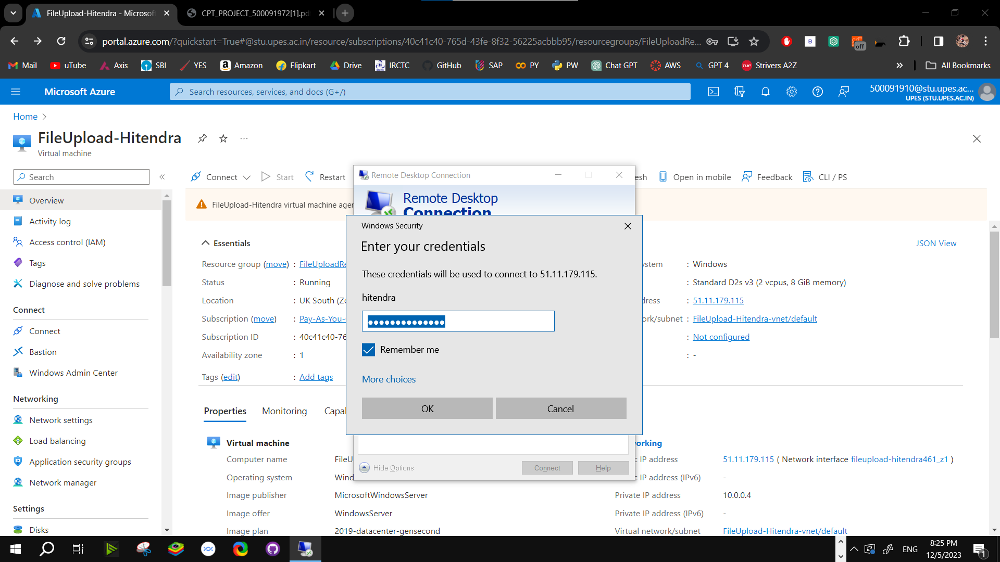 FileUpload-Hitendra - Microsoft
CPT_PROJECT_500091972[1].pd
portal.azure.com/?quickstart=True#@stu.upes.ac.in/resource/subscriptions/40c41c40-765d-43fe-8f32-56225acbbb95/resourcegroups/FileUploadRe...
off
Mail
uTube
Axis
SBI
YES
Amazon
Flipkart
Drive
IRCTC
GitHub
SAP
PY
PW
Chat GPT
AWS
GPT 4
Strivers A2Z
All Bookmarks
Microsoft Azure
Search resources, services, and docs (G+/)
500091910@stu.upes.ac...
UPES (STU.UPES.AC.IN)
Home
FileUpload-Hitendra
Virtual machine
Search
Connect
Start
Restart
esh
Open in mobile
Feedback
CLI / PS
Overview
Activity log
Access control (IAM)
Tags
Diagnose and solve problems
Connect
Connect
Bastion
Windows Admin Center
Networking
Network settings
Load balancing
Application security groups
Network manager
Settings
Disks
FileUpload-Hitendra virtual machine agen
Essentials
JSON View
Resource group (move) : FileUploadRe
Status : Running
Location : UK South (Zo
Subscription (move) : Pay-As-You-
Subscription ID : 40c41c40-76
Availability zone : 1
Tags (edit) : Add tags
ystem : Windows
: Standard D2s v3 (2 vcpus, 8 GiB memory)
dress : 51.11.179.115
ork/subnet : FileUpload-Hitendra-vnet/default
: Not configured
: -
Properties
Monitoring
Capal
Virtual machine
Computer name FileU
Operating system Wind
Image publisher MicrosoftWindowsServer
Image offer WindowsServer
Image plan 2019-datacenter-gensecond
orking
c IP address 51.11.179.115 ( Network interface fileupload-hitendra461_z1 )
c IP address (IPv6) -
Private IP address 10.0.0.4
Private IP address (IPv6) -
Virtual network/subnet FileUpload-Hitendra-vnet/default
Remote Desktop Connection
Remote Desktop
Connection
Windows Security
Enter your credentials
These credentials will be used to connect to 51.11.179.115.
hitendra
Remember me
More choices
OK
Cancel
Hide Options
Connect
Help
ENG
8:25 PM
12/5/2023
1